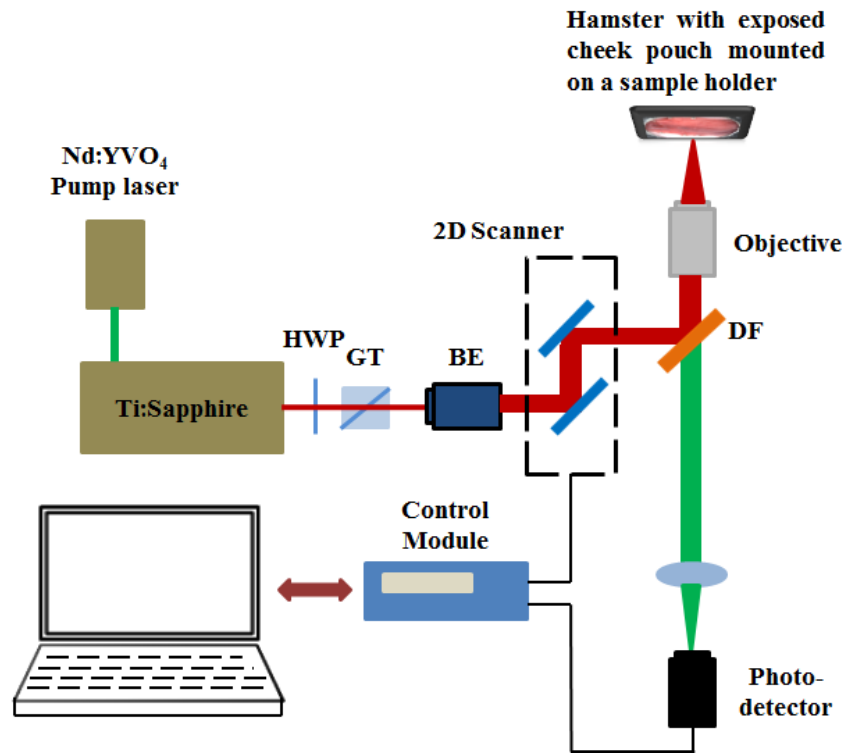 Hamster with exposed
cheek pouch mounted
on a sample holder
Nd:YVO₄
Pump laser
2D Scanner
Objective
HWP
GT
BE
DF
Ti:Sapphire
Control
Module
Photo-
detector